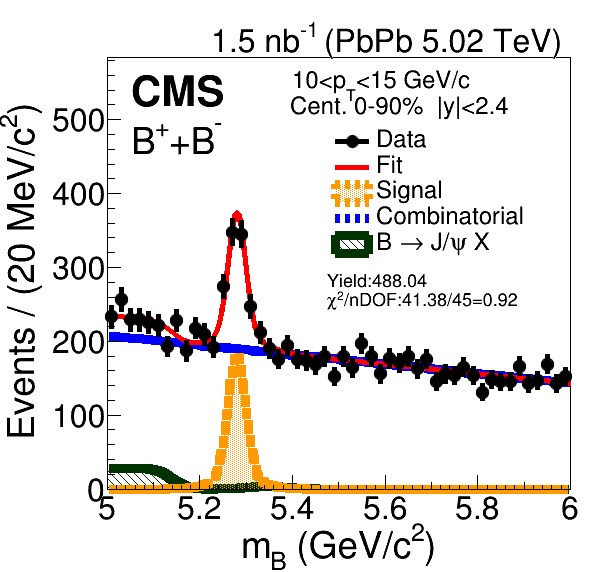 1.5 nb⁻¹ (PbPb 5.02 TeV)
CMS
B⁺+B⁻
10<p_T<15 GeV/c
Cent. 0-90% |y|<2.4
Data
Fit
Signal
Combinatorial
B → J/ψ X
Yield:488.04
χ²/nDOF:41.38/45=0.92
Events / (20 MeV/c²)
500
400
300
200
100
0
5 5.2 5.4 5.6 5.8 6
m_B (GeV/c²)